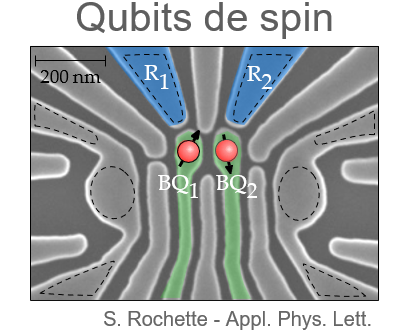 Qubits de spin
200 nm
R1 R2
BQ1 BQ2
S. Rochette - Appl. Phys. Lett.